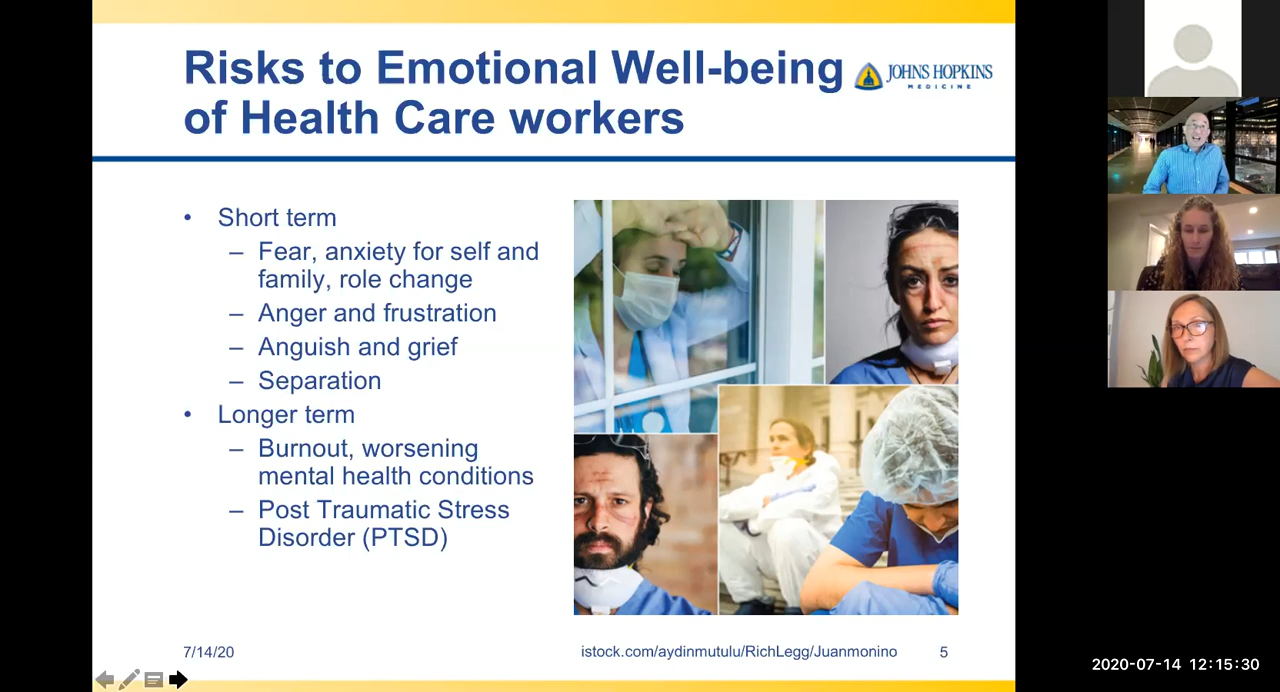 Risks to Emotional Well-being
of Health Care workers
JOHNS HOPKINS
MEDICINE
• Short term
– Fear, anxiety for self and
family, role change
– Anger and frustration
– Anguish and grief
– Separation
• Longer term
– Burnout, worsening
mental health conditions
– Post Traumatic Stress
Disorder (PTSD)
7/14/20
istock.com/aydinmutulu/RichLegg/Juanmonino
5
2020-07-14 12:15:30